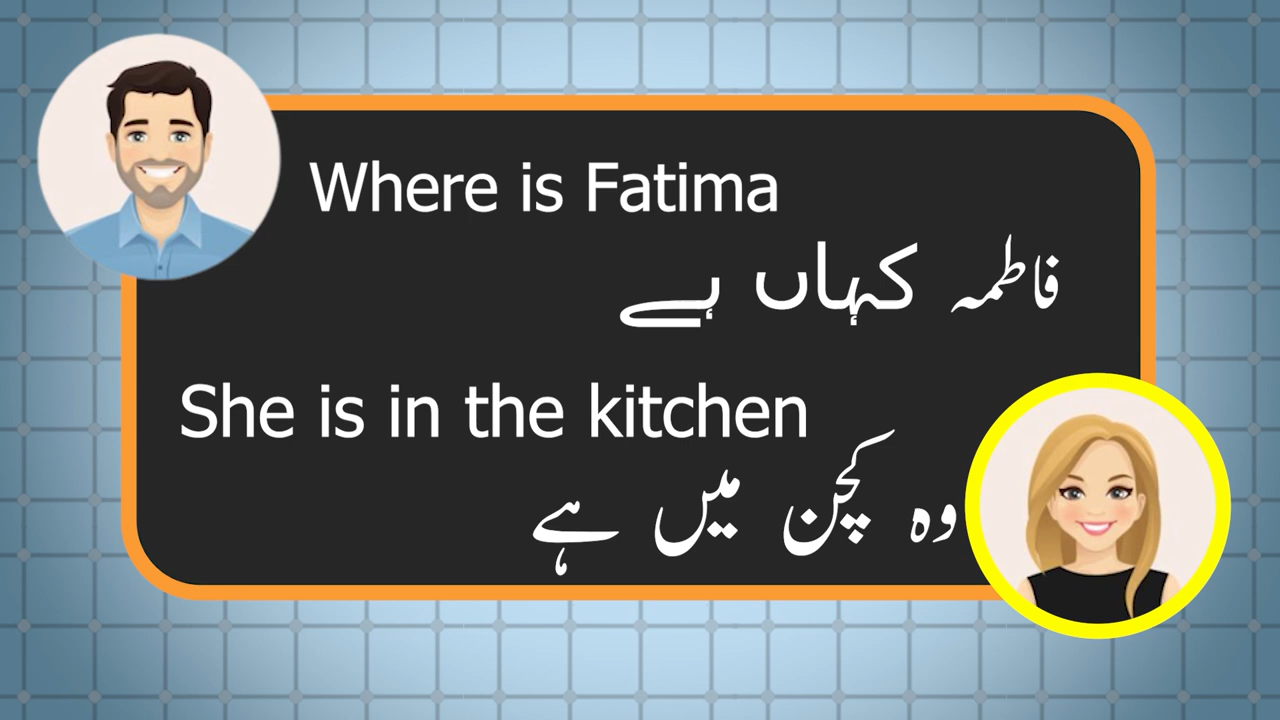 Where is Fatima
فاطمہ کہاں ہے
She is in the kitchen
وہ کچن میں ہے